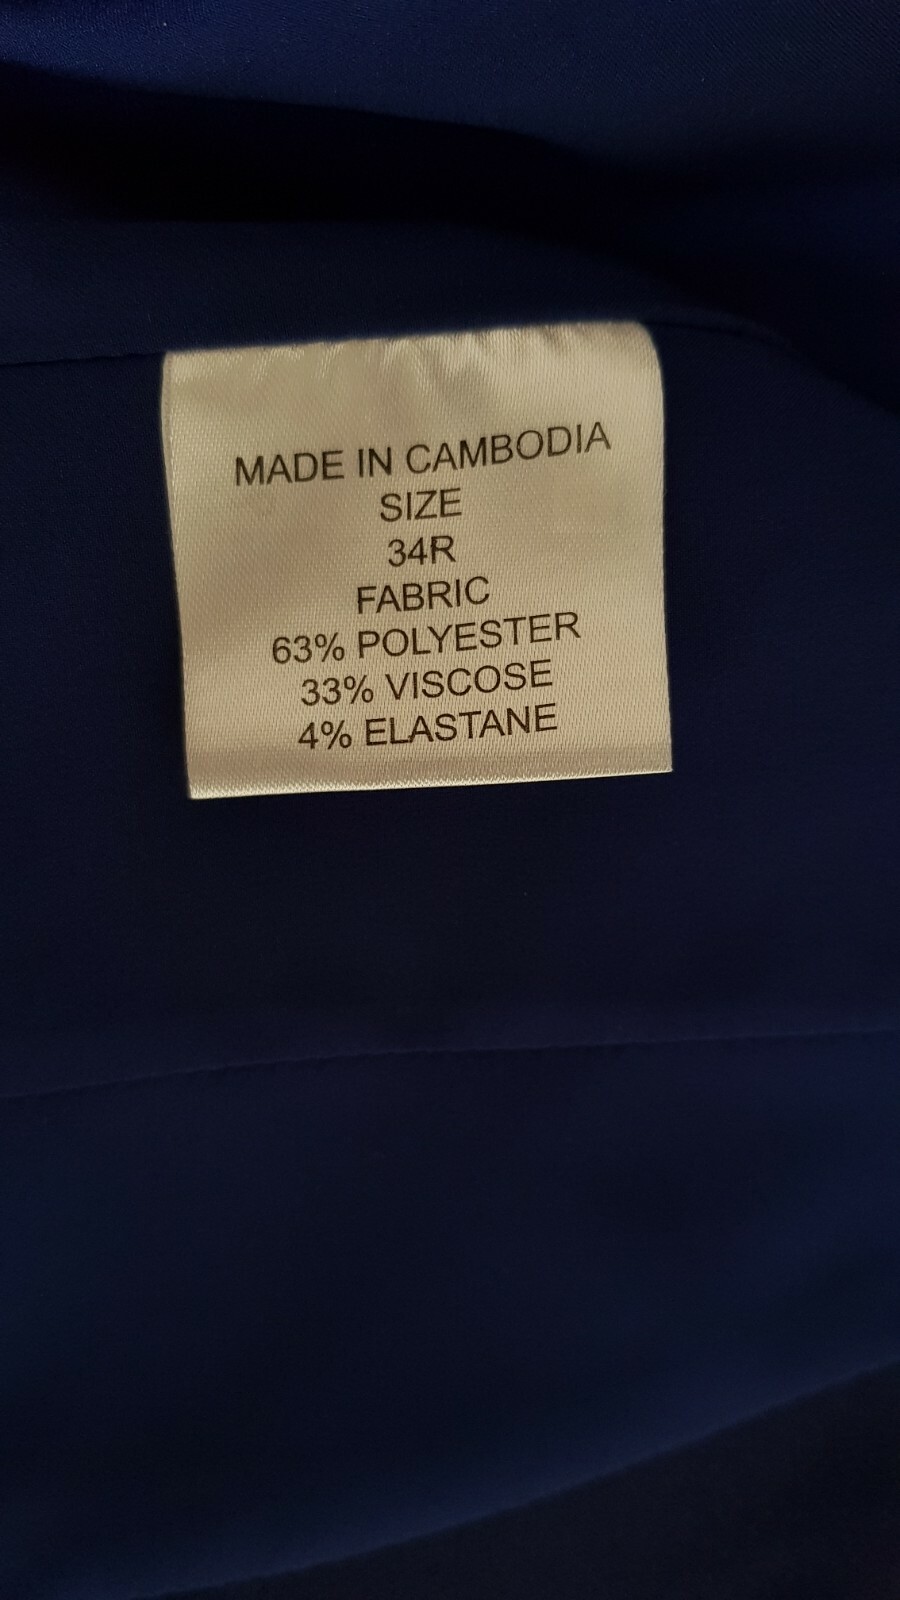 MADE IN CAMBODIA
SIZE
34R
FABRIC
63% POLYESTER
33% VISCOSE
4% ELASTANE